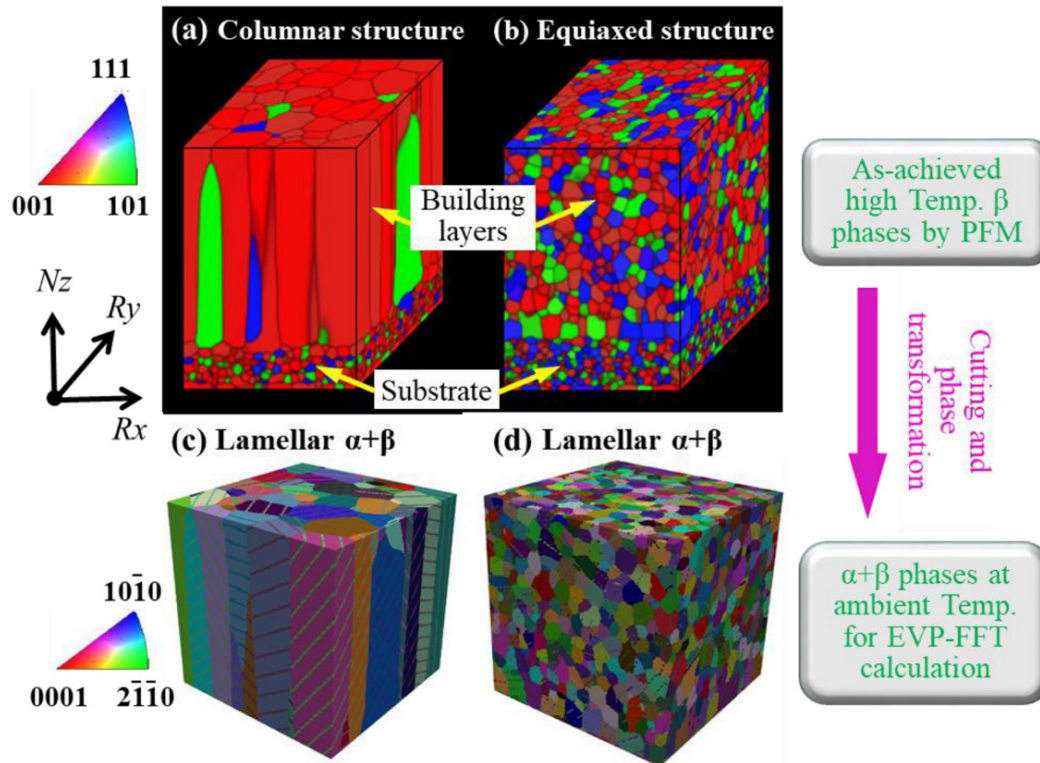 (a) Columnar structure
(b) Equiaxed structure
111
001
101
Building
layers
Substrate
As-achieved
high Temp. β
phases by PFM
Nz
Ry
Rx
Cutting and
phase
transformation
(c) Lamellar α+β
(d) Lamellar α+β
101̄0
0001
21̄1̄0
α+β phases at
ambient Temp.
for EVP-FFT
calculation